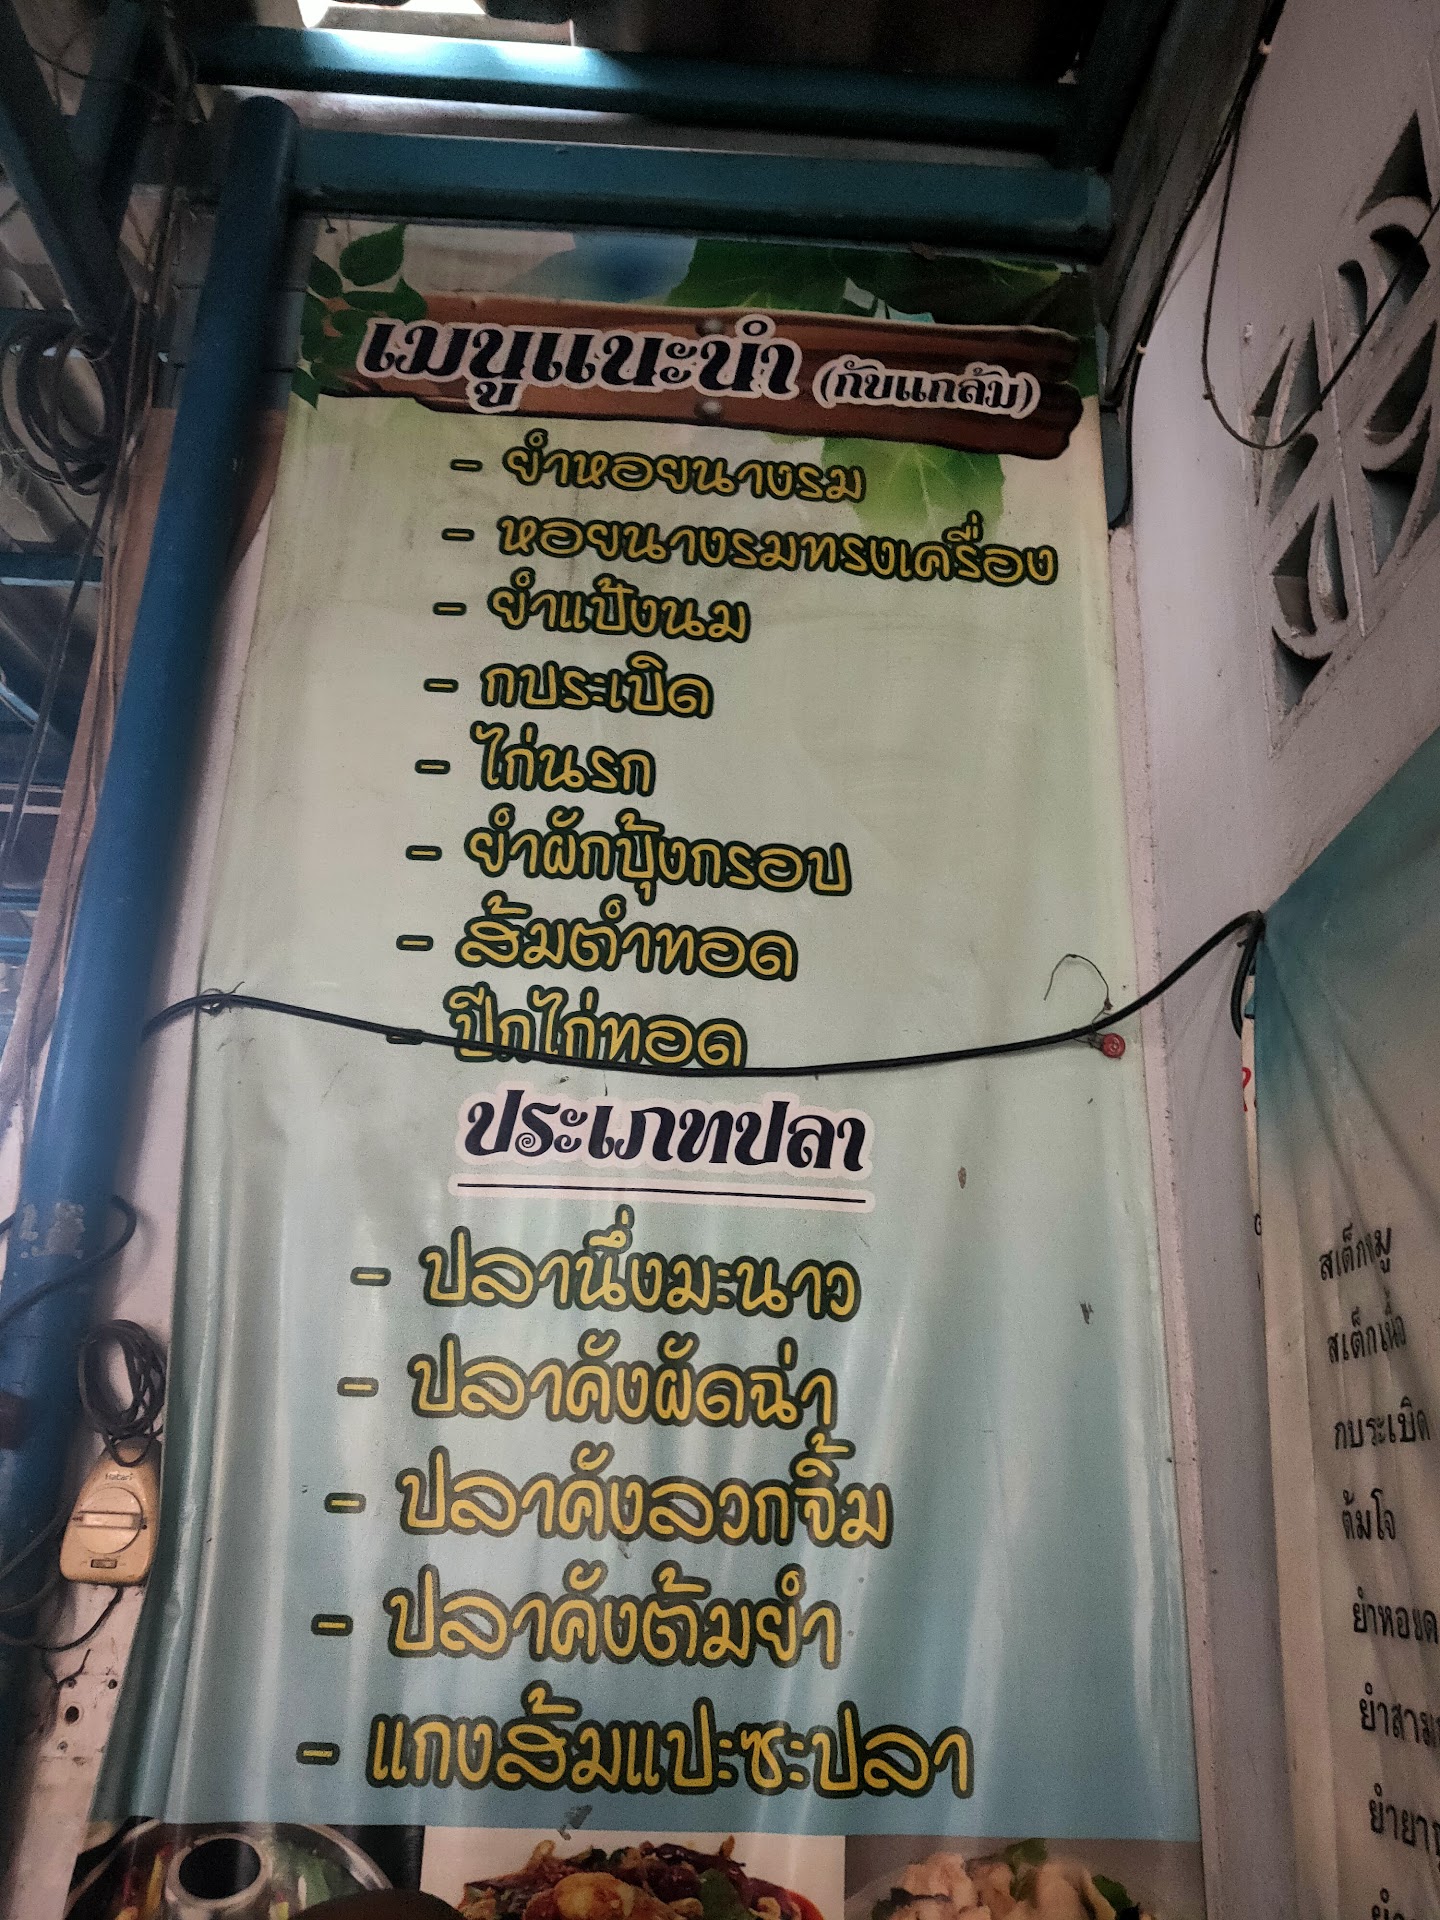 เมนูแนะนำ (กับแกล้ม)
- ยำหอยนางรม
- หอยนางรมทรงเครื่อง
- ยำแป้งนม
- กบระเบิด
- ไก่นรก
- ยำผักบุ้งกรอบ
- ส้มตำทอด
- ปีกไก่ทอด
ประเภทปลา
- ปลานึ่งมะนาว
- ปลาคังผัดฉ่า
- ปลาคังลวกจิ้ม
- ปลาคังต้มยำ
- แกงส้มแป๊ะซะปลา
Hatari
สเต็กหมู
สเต็กเนื้อ
กบระเบิด
ต้มโจ